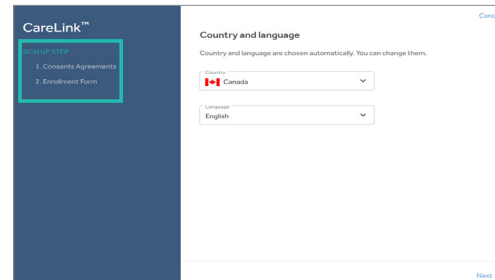 CareLink™
SIGN UP STEP
1. Consents Agreements
2. Enrollment Form
Country and language
Country and language are chosen automatically. You can change them.
Country
Canada
Language
English
Next